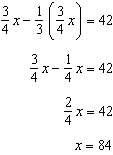 3/4 x − 1/3 (3/4 x) = 42
3/4 x − 1/4 x = 42
2/4 x = 42
x = 84